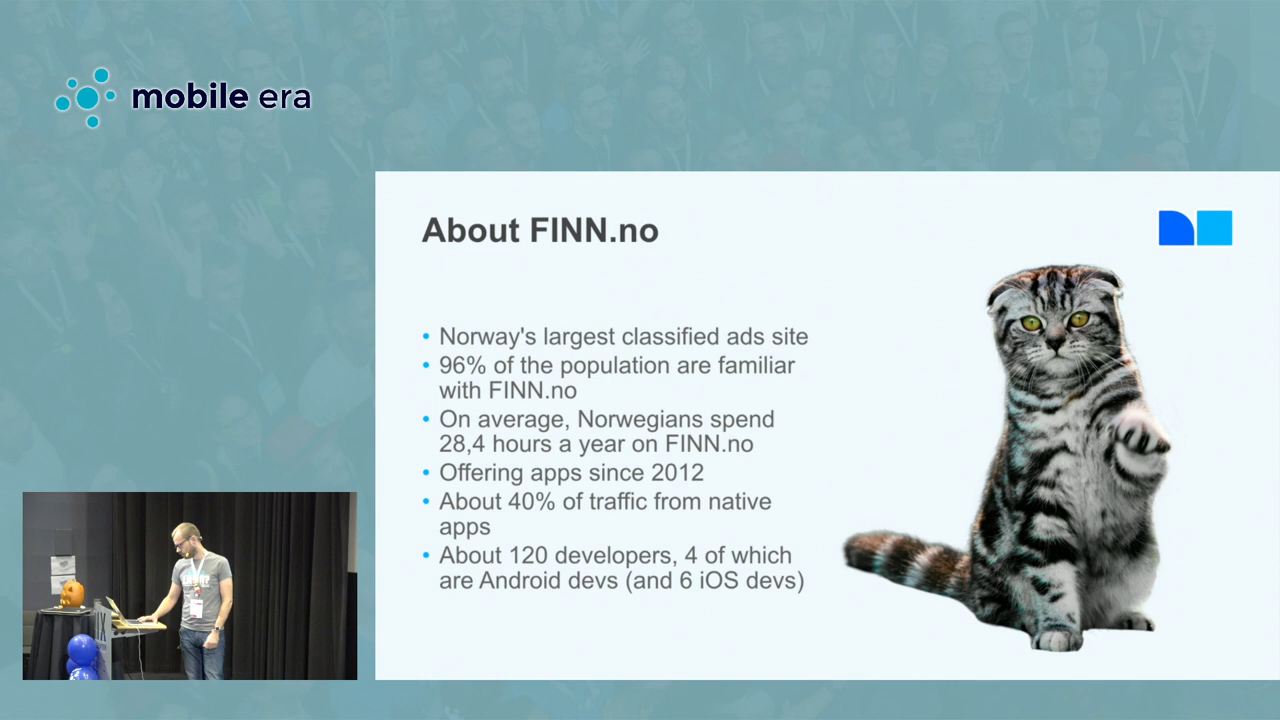 mobile era
About FINN.no
• Norway's largest classified ads site
• 96% of the population are familiar
with FINN.no
• On average, Norwegians spend
28,4 hours a year on FINN.no
• Offering apps since 2012
• About 40% of traffic from native
apps
• About 120 developers, 4 of which
are Android devs (and 6 iOS devs)